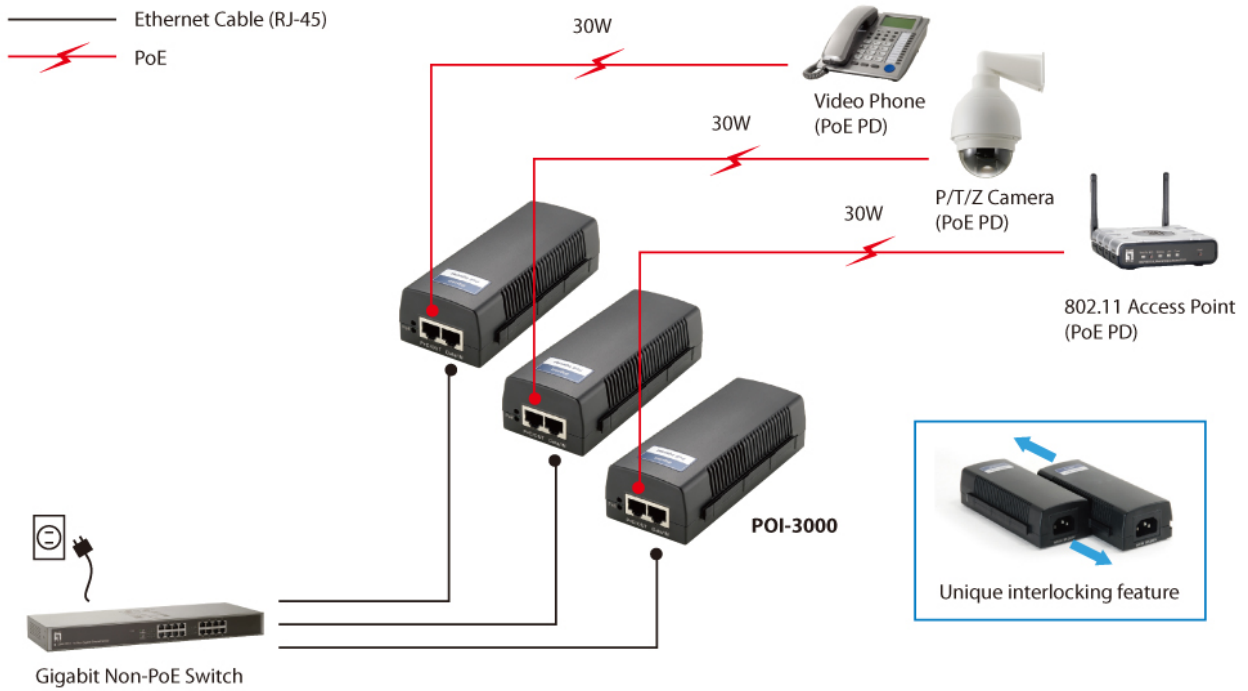 Ethernet Cable (RJ-45)
PoE
30W
Video Phone
(PoE PD)
30W
P/T/Z Camera
(PoE PD)
30W
802.11 Access Point
(PoE PD)
POI-3000
Unique interlocking feature
Gigabit Non-PoE Switch